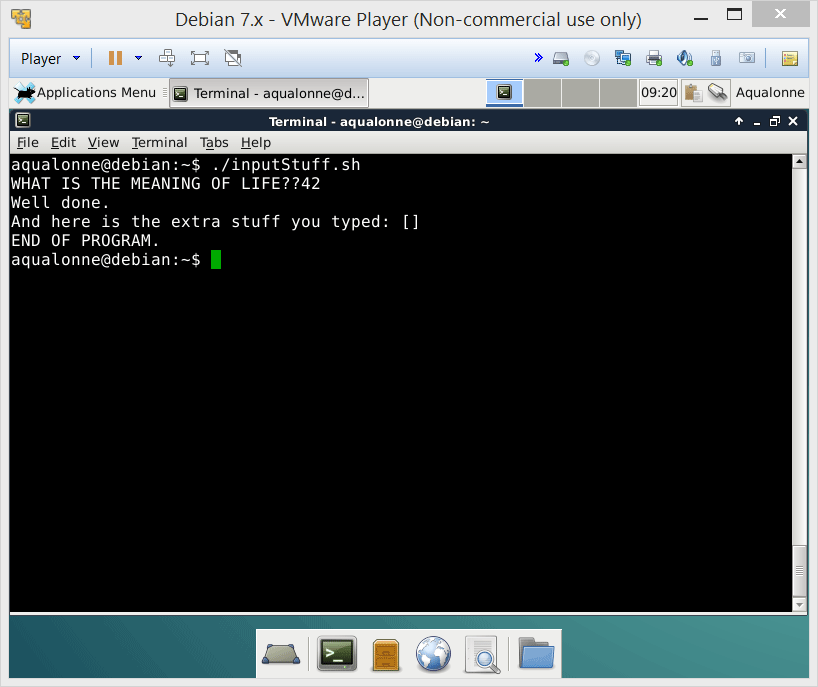 Debian 7.x - VMware Player (Non-commercial use only)
Player
Applications Menu Terminal - aqualonne@d... 09:20 Aqualonne
Terminal - aqualonne@debian: ~
File Edit View Terminal Tabs Help
aqualonne@debian:~$ ./inputStuff.sh
WHAT IS THE MEANING OF LIFE??42
Well done.
And here is the extra stuff you typed: []
END OF PROGRAM.
aqualonne@debian:~$